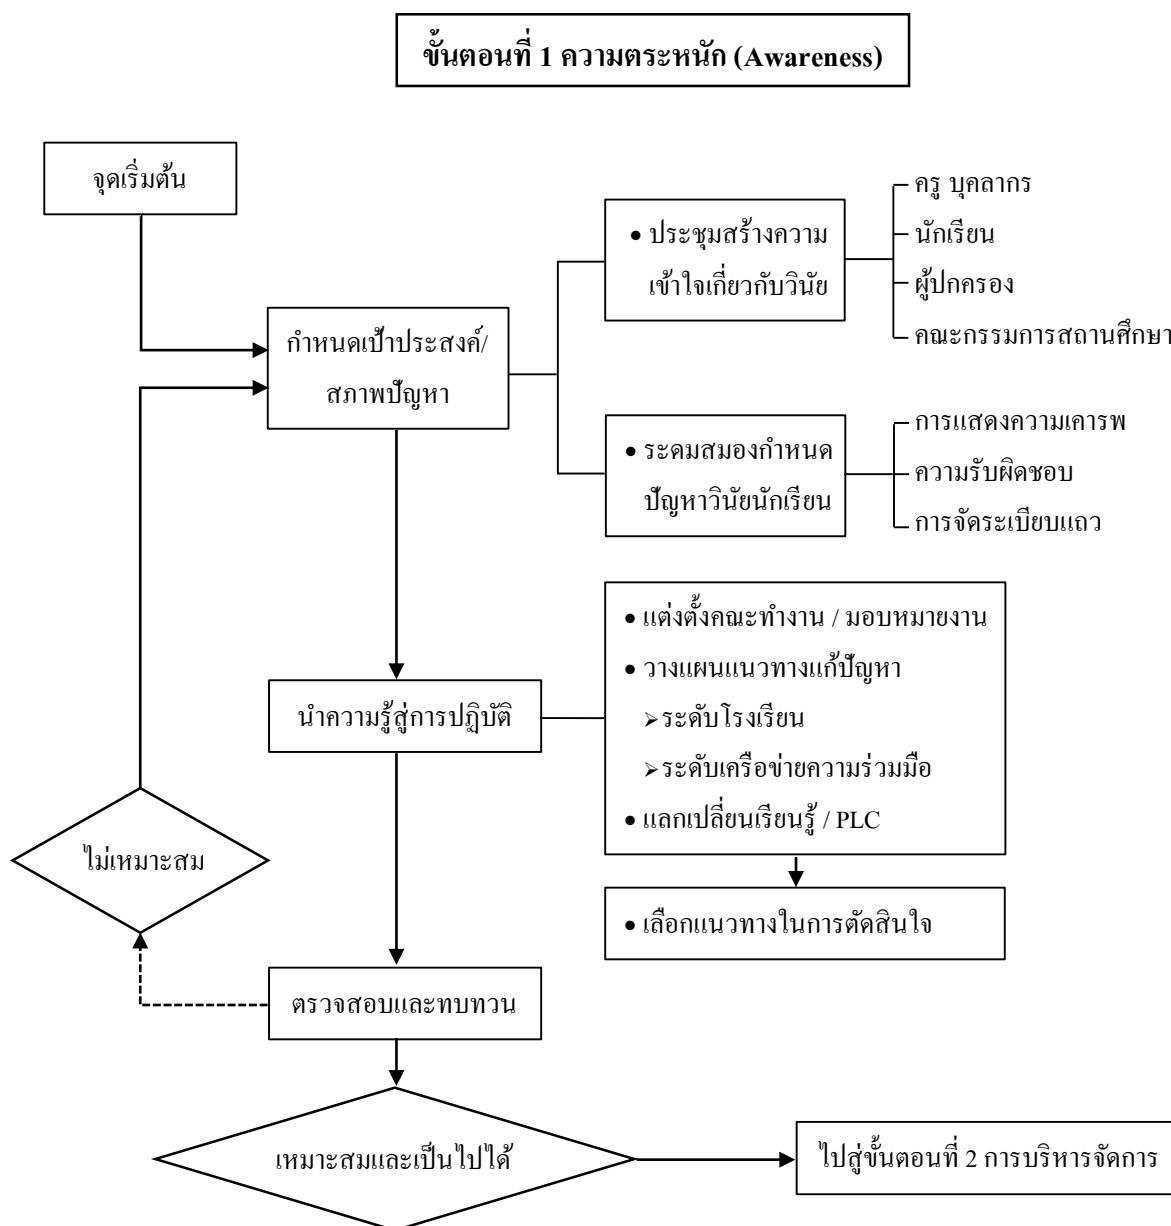 ขั้นตอนที่ 1 ความตระหนัก (Awareness)
จุดเริ่มต้น
กำหนดเป้าประสงค์/
สภาพปัญหา
• ประชุมสร้างความ
เข้าใจเกี่ยวกับวินัย
ครู บุคลากร
นักเรียน
ผู้ปกครอง
คณะกรรมการสถานศึกษา
• ระดมสมองกำหนด
ปัญหาวินัยนักเรียน
การแสดงความเคารพ
ความรับผิดชอบ
การจัดระเบียบแถว
นำความรู้สู่การปฏิบัติ
• แต่งตั้งคณะทำงาน / มอบหมายงาน
• วางแผนแนวทางแก้ปัญหา
➢ระดับโรงเรียน
➢ระดับเครือข่ายความร่วมมือ
• แลกเปลี่ยนเรียนรู้ / PLC
• เลือกแนวทางในการตัดสินใจ
ไม่เหมาะสม
ตรวจสอบและทบทวน
เหมาะสมและเป็นไปได้
ไปสู่ขั้นตอนที่ 2 การบริหารจัดการ